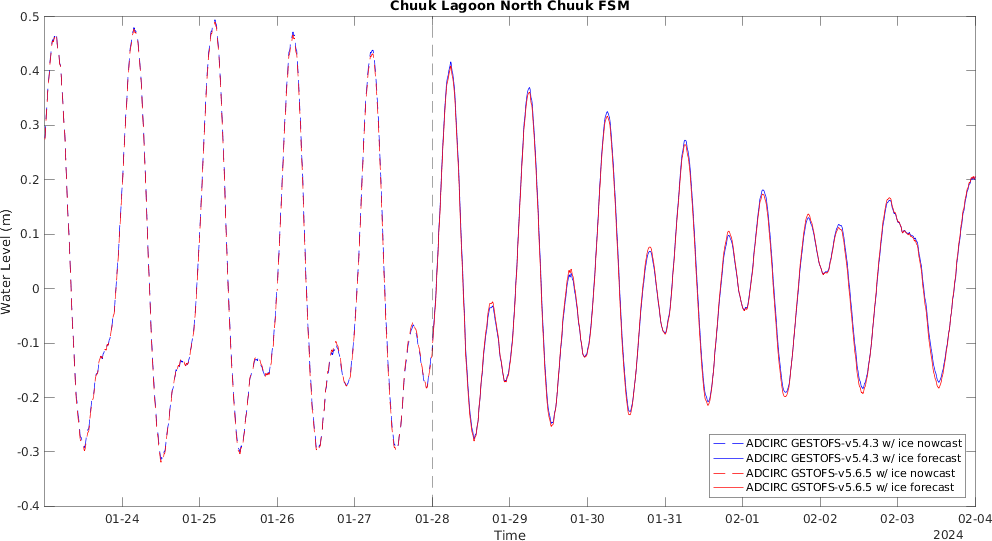 Chuuk Lagoon North Chuuk FSM
0.5
0.4
0.3
0.2
0.1
0
-0.1
-0.2
-0.3
-0.4
Water Level (m)
01-24 01-25 01-26 01-27 01-28 01-29 01-30 01-31 02-01 02-02 02-03 02-04
Time
2024
ADCIRC GESTOFS-v5.4.3 w/ ice nowcast
ADCIRC GESTOFS-v5.4.3 w/ ice forecast
ADCIRC GSTOFS-v5.6.5 w/ ice nowcast
ADCIRC GSTOFS-v5.6.5 w/ ice forecast